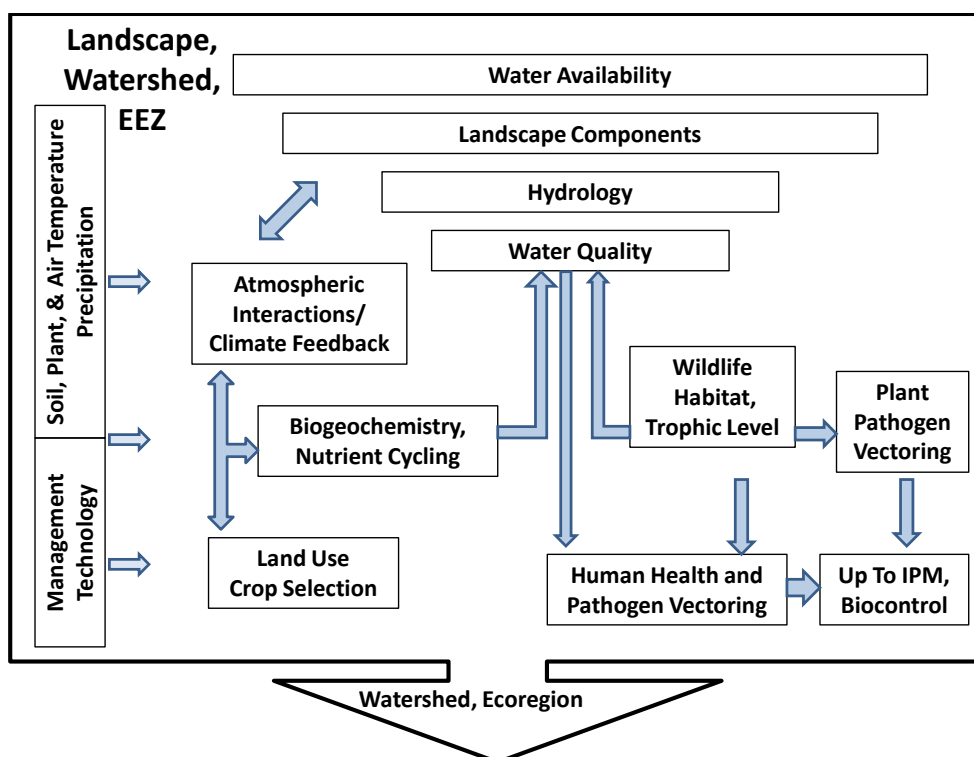 Landscape,
Watershed,
EEZ
Water Availability
Landscape Components
Hydrology
Water Quality
Soil, Plant, & Air Temperature
Precipitation
Management
Technology
Atmospheric
Interactions/
Climate Feedback
Biogeochemistry,
Nutrient Cycling
Land Use
Crop Selection
Wildlife
Habitat,
Trophic Level
Plant
Pathogen
Vectoring
Human Health and
Pathogen Vectoring
Up To IPM,
Biocontrol
Watershed, Ecoregion